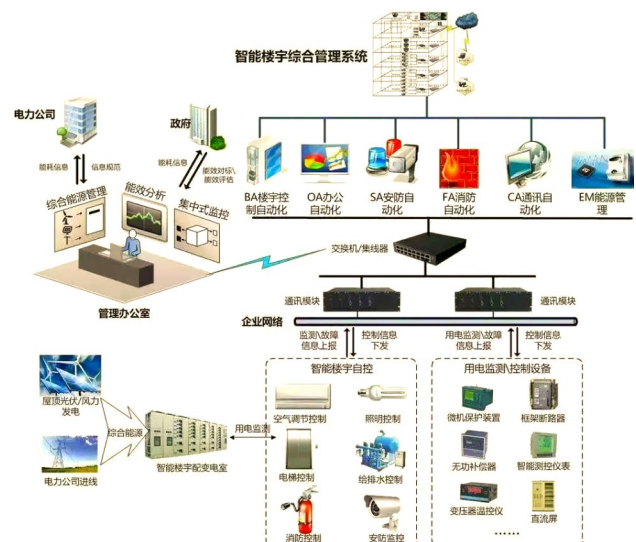 智能楼宇综合管理系统
电力公司
政府
能耗信息
信息规范
能耗信息
能效对标\
能效评估
综合能源管理
能效分析
集中式监控
管理办公室
BA楼宇控
制自动化
OA办公
自动化
SA安防自
动化
FA消防
自动化
CA通讯自
动化
EM能源管
理
交换机/集线器
通讯模块
通讯模块
企业网络
监测\故障
信息上报
控制信息
下发
用电监测\故障
信息上报
控制信息
下发
智能楼宇自控
空气调节控制
照明控制
电梯控制
给排水控制
消防控制
安防监控
用电监测\控制设备
微机保护装置
框架断路器
无功补偿器
智能测控仪表
变压器温控仪
直流屏
……
屋顶光伏/风力
发电
综合能源
电力公司进线
智能楼宇配变电室
用电监测